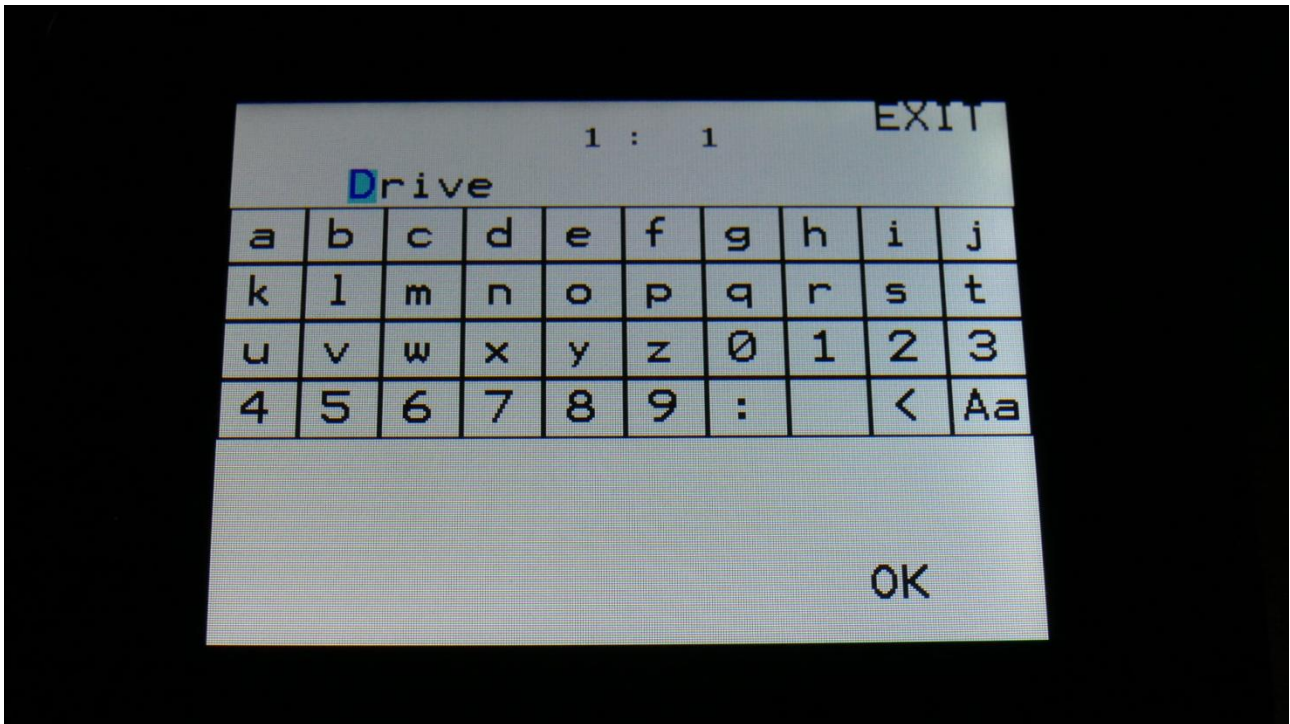 EXIT
1 : 1
Drive
a b c d e f g h i j
k l m n o p q r s t
u v w x y z 0 1 2 3
4 5 6 7 8 9 : < Aa
OK